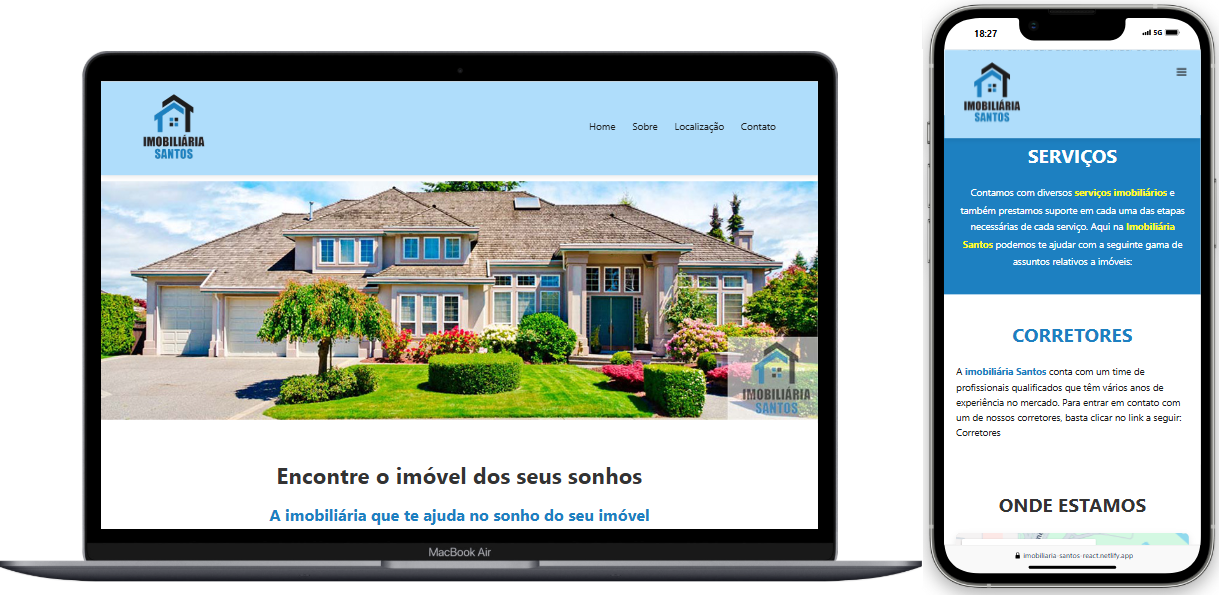 IMOBILIÁRIA
SANTOS
Home Sobre Localização Contato
IMOBILIÁRIA
SANTOS
Encontre o imóvel dos seus sonhos
A imobiliária que te ajuda no sonho do seu imóvel
MacBook Air
18:27 5G
IMOBILIÁRIA
SANTOS
SERVIÇOS
Contamos com diversos serviços imobiliários e
também prestamos suporte em cada uma das etapas
necessárias de cada serviço. Aqui na Imobiliária
Santos podemos te ajudar com a seguinte gama de
assuntos relativos a imóveis:
CORRETORES
A imobiliária Santos conta com um time de
profissionais qualificados que têm vários anos de
experiência no mercado. Para entrar em contato com
um de nossos corretores, basta clicar no link a seguir:
Corretores
ONDE ESTAMOS
imobiliaria-santos-react.netlify.app